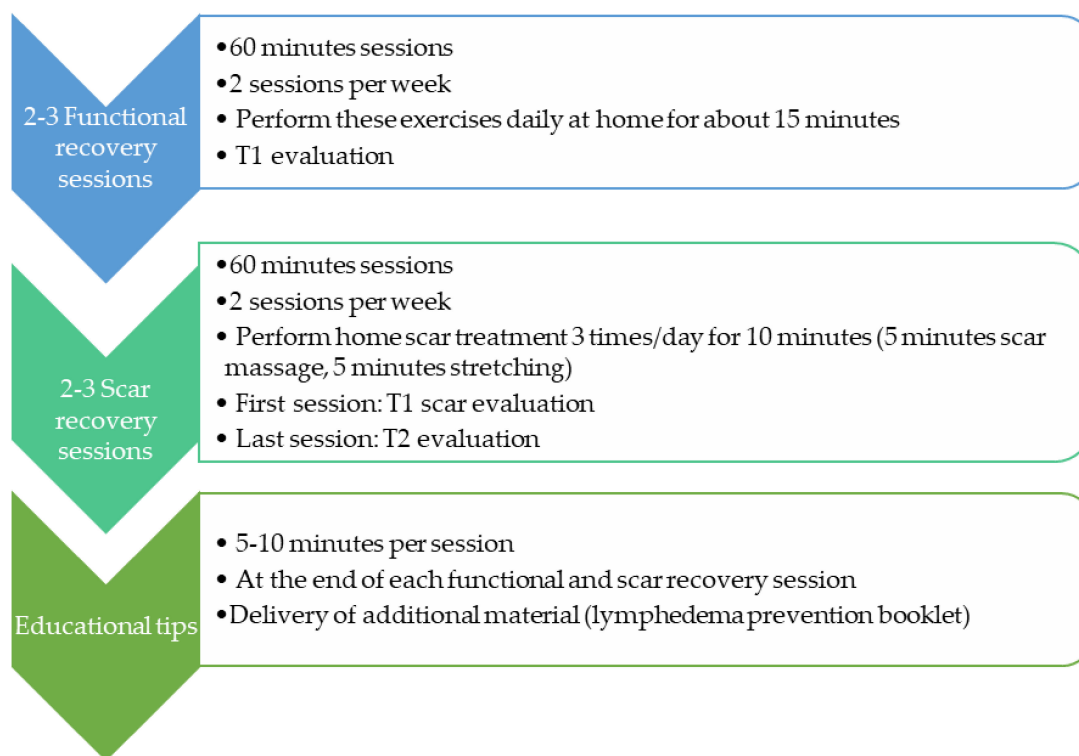 2-3 Functional
recovery
sessions
•60 minutes sessions
•2 sessions per week
• Perform these exercises daily at home for about 15 minutes
• T1 evaluation
2-3 Scar
recovery
sessions
•60 minutes sessions
•2 sessions per week
• Perform home scar treatment 3 times/day for 10 minutes (5 minutes scar
massage, 5 minutes stretching)
• First session: T1 scar evaluation
• Last session: T2 evaluation
Educational tips
• 5-10 minutes per session
• At the end of each functional and scar recovery session
•Delivery of additional material (lymphedema prevention booklet)